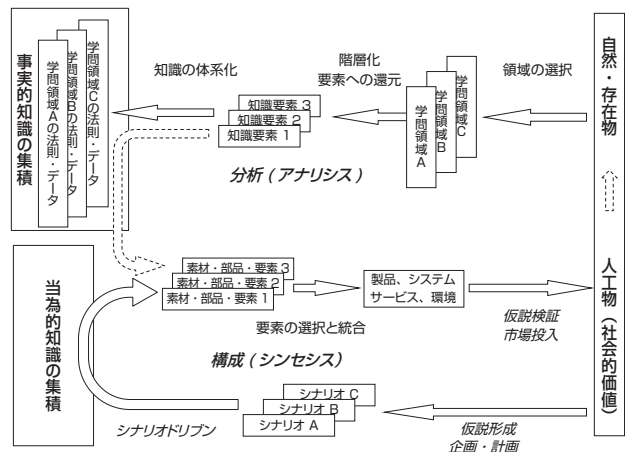 事実的知識の集積
学問領域Aの法則・データ
学問領域Bの法則・データ
学問領域Cの法則・データ
知識の体系化
知識要素 3
知識要素 2
知識要素 1
階層化
要素への還元
学問領域A
学問領域B
学問領域C
領域の選択
自然・存在物
分析 ( アナリシス )
当為的知識の集積
素材・部品・要素 3
素材・部品・要素 2
素材・部品・要素 1
要素の選択と統合
製品、システム
サービス、環境
仮説検証
市場投入
人工物（社会的価値）
構成 ( シンセシス)
シナリオ C
シナリオ B
シナリオ A
シナリオドリブン
仮説形成
企画・計画